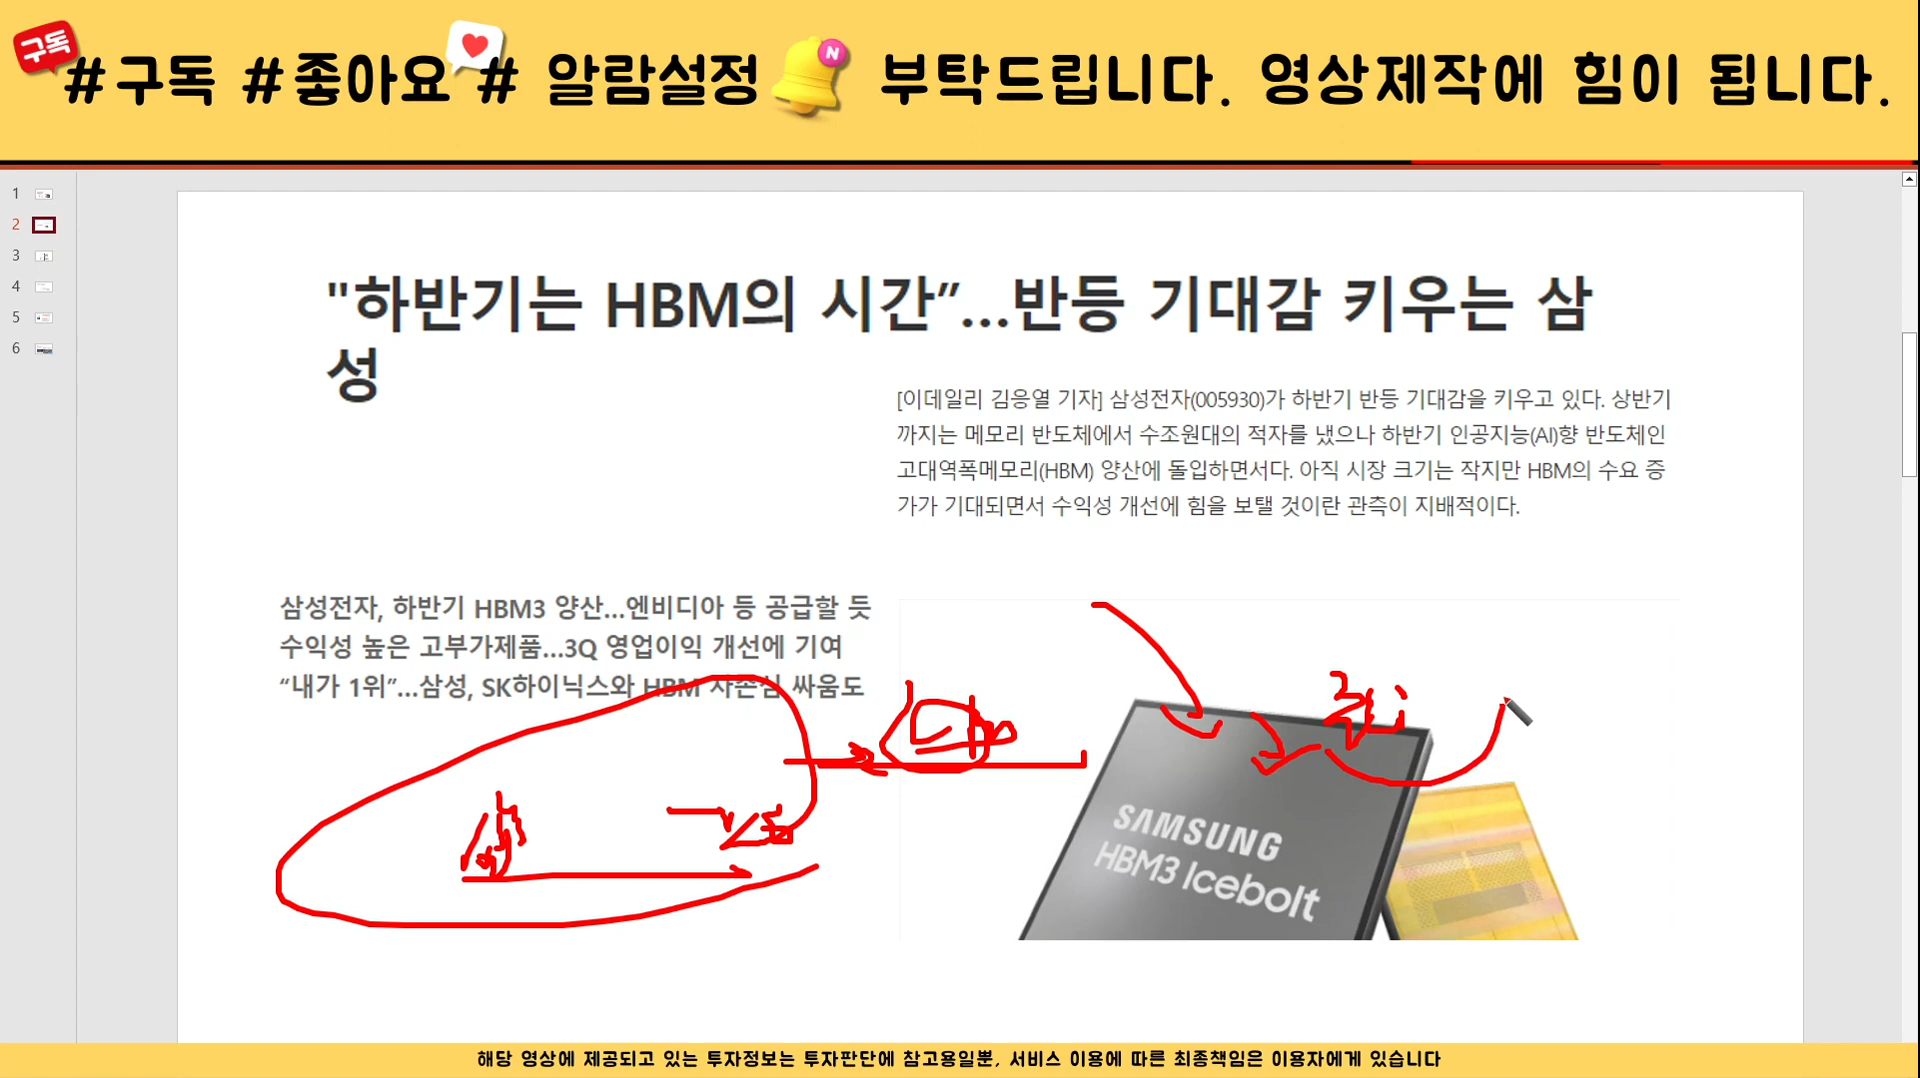 구독
#구독 #좋아요 # 알람설정 N 부탁드립니다. 영상제작에 힘이 됩니다.
1
2
3
4
5
6
"하반기는 HBM의 시간”...반등 기대감 키우는 삼
성
[이데일리 김응열 기자] 삼성전자(005930)가 하반기 반등 기대감을 키우고 있다. 상반기
까지는 메모리 반도체에서 수조원대의 적자를 냈으나 하반기 인공지능(AI)향 반도체인
고대역폭메모리(HBM) 양산에 돌입하면서다. 아직 시장 크기는 작지만 HBM의 수요 증
가가 기대되면서 수익성 개선에 힘을 보탤 것이란 관측이 지배적이다.
삼성전자, 하반기 HBM3 양산...엔비디아 등 공급할 듯
수익성 높은 고부가제품...3Q 영업이익 개선에 기여
“내가 1위”...삼성, SK하이닉스와 HBM 자존심 싸움도
SAMSUNG
HBM3 Icebolt
해당 영상에 제공되고 있는 투자정보는 투자판단에 참고용일뿐, 서비스 이용에 따른 최종책임은 이용자에게 있습니다